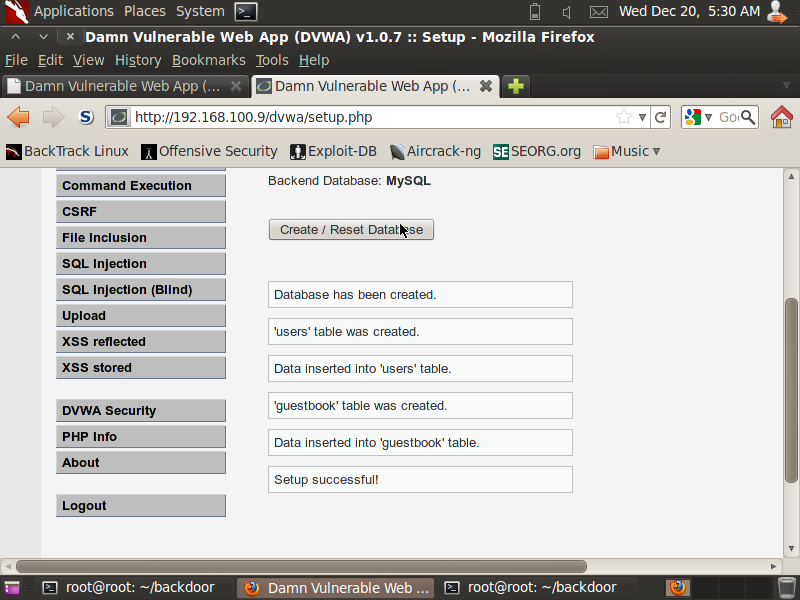 Applications Places System Wed Dec 20, 5:30 AM
Damn Vulnerable Web App (DVWA) v1.0.7 :: Setup - Mozilla Firefox
File Edit View History Bookmarks Tools Help
Damn Vulnerable Web App (... Damn Vulnerable Web App (...
http://192.168.100.9/dvwa/setup.php
BackTrack Linux Offensive Security Exploit-DB Aircrack-ng SE SEORG.org Music
Backend Database: MySQL
Command Execution
CSRF
File Inclusion
SQL Injection
SQL Injection (Blind)
Upload
XSS reflected
XSS stored
DVWA Security
PHP Info
About
Logout
Create / Reset Database
Database has been created.
'users' table was created.
Data inserted into 'users' table.
'guestbook' table was created.
Data inserted into 'guestbook' table.
Setup successful!
root@root: ~/backdoor Damn Vulnerable Web ... root@root: ~/backdoor